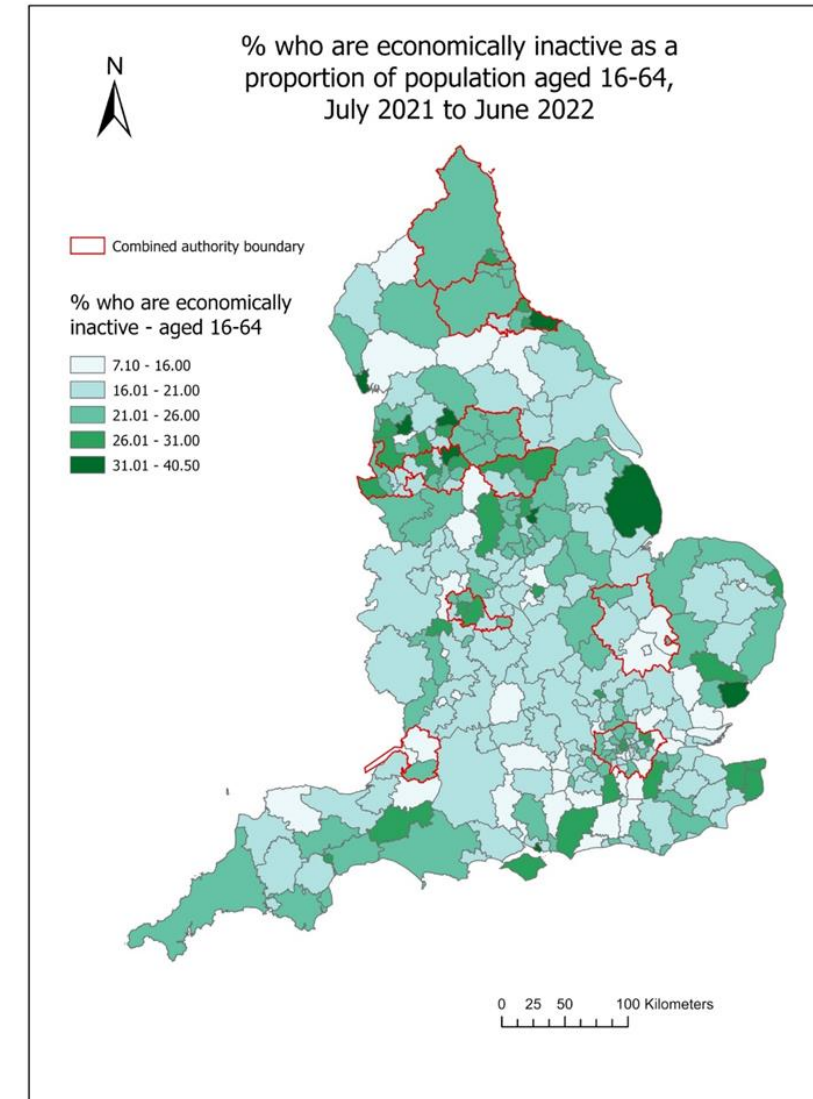 % who are economically inactive as a
proportion of population aged 16-64,
July 2021 to June 2022
N
Combined authority boundary
% who are economically
inactive - aged 16-64
7.10 - 16.00
16.01 - 21.00
21.01 - 26.00
26.01 - 31.00
31.01 - 40.50
0 25 50 100 Kilometers